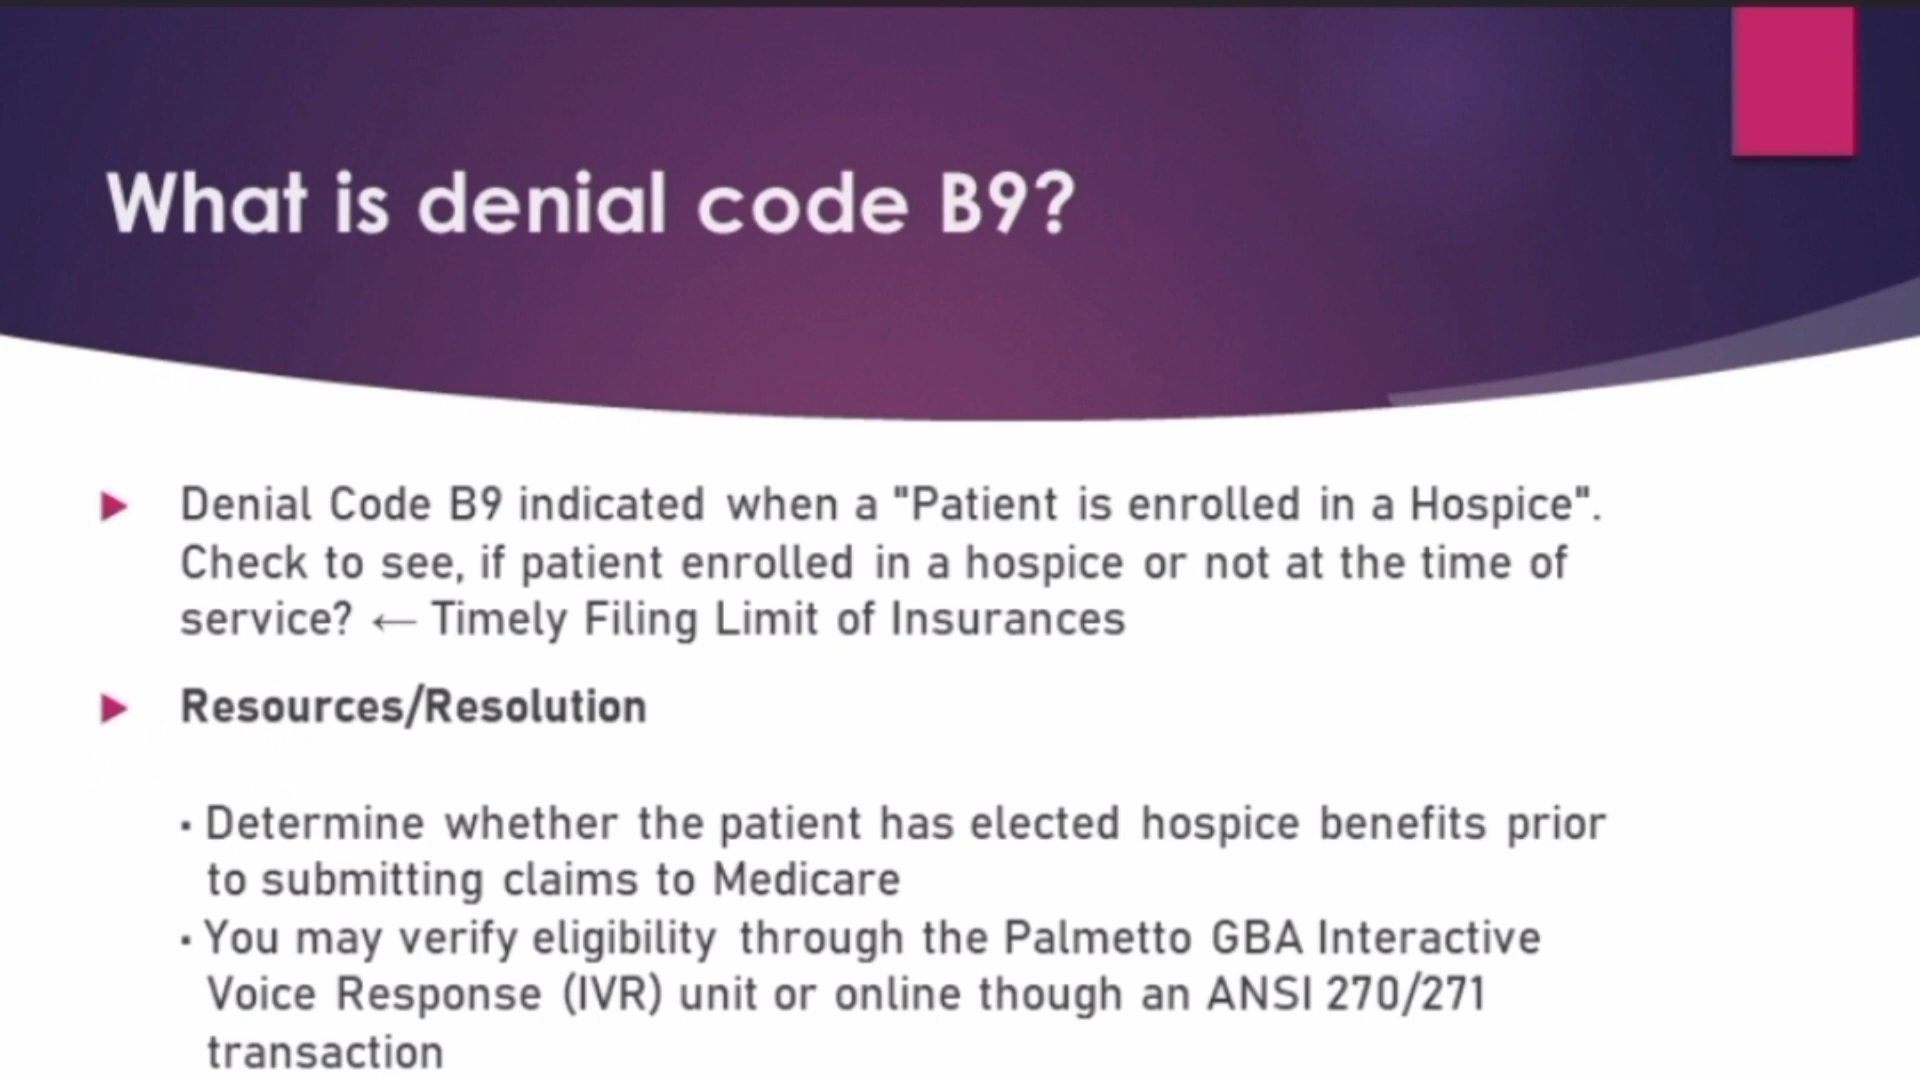 What is denial code B9?
Denial Code B9 indicated when a "Patient is enrolled in a Hospice".
Check to see, if patient enrolled in a hospice or not at the time of
service? ← Timely Filing Limit of Insurances
Resources/Resolution
▪ Determine whether the patient has elected hospice benefits prior
to submitting claims to Medicare
▪ You may verify eligibility through the Palmetto GBA Interactive
Voice Response (IVR) unit or online though an ANSI 270/271
transaction